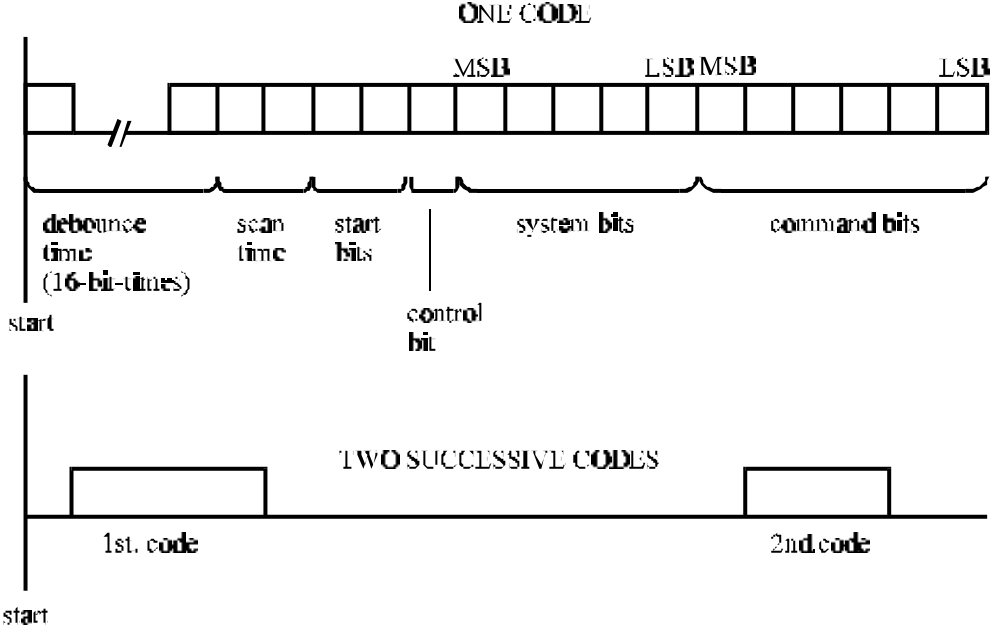 ONE CODE
MSB LSB MSB LSB
debounce
time
(16-bit-times)
scan
time
start
bits
system bits
command bits
control
bit
start
TWO SUCCESSIVE CODES
1st. code
2nd.code
start